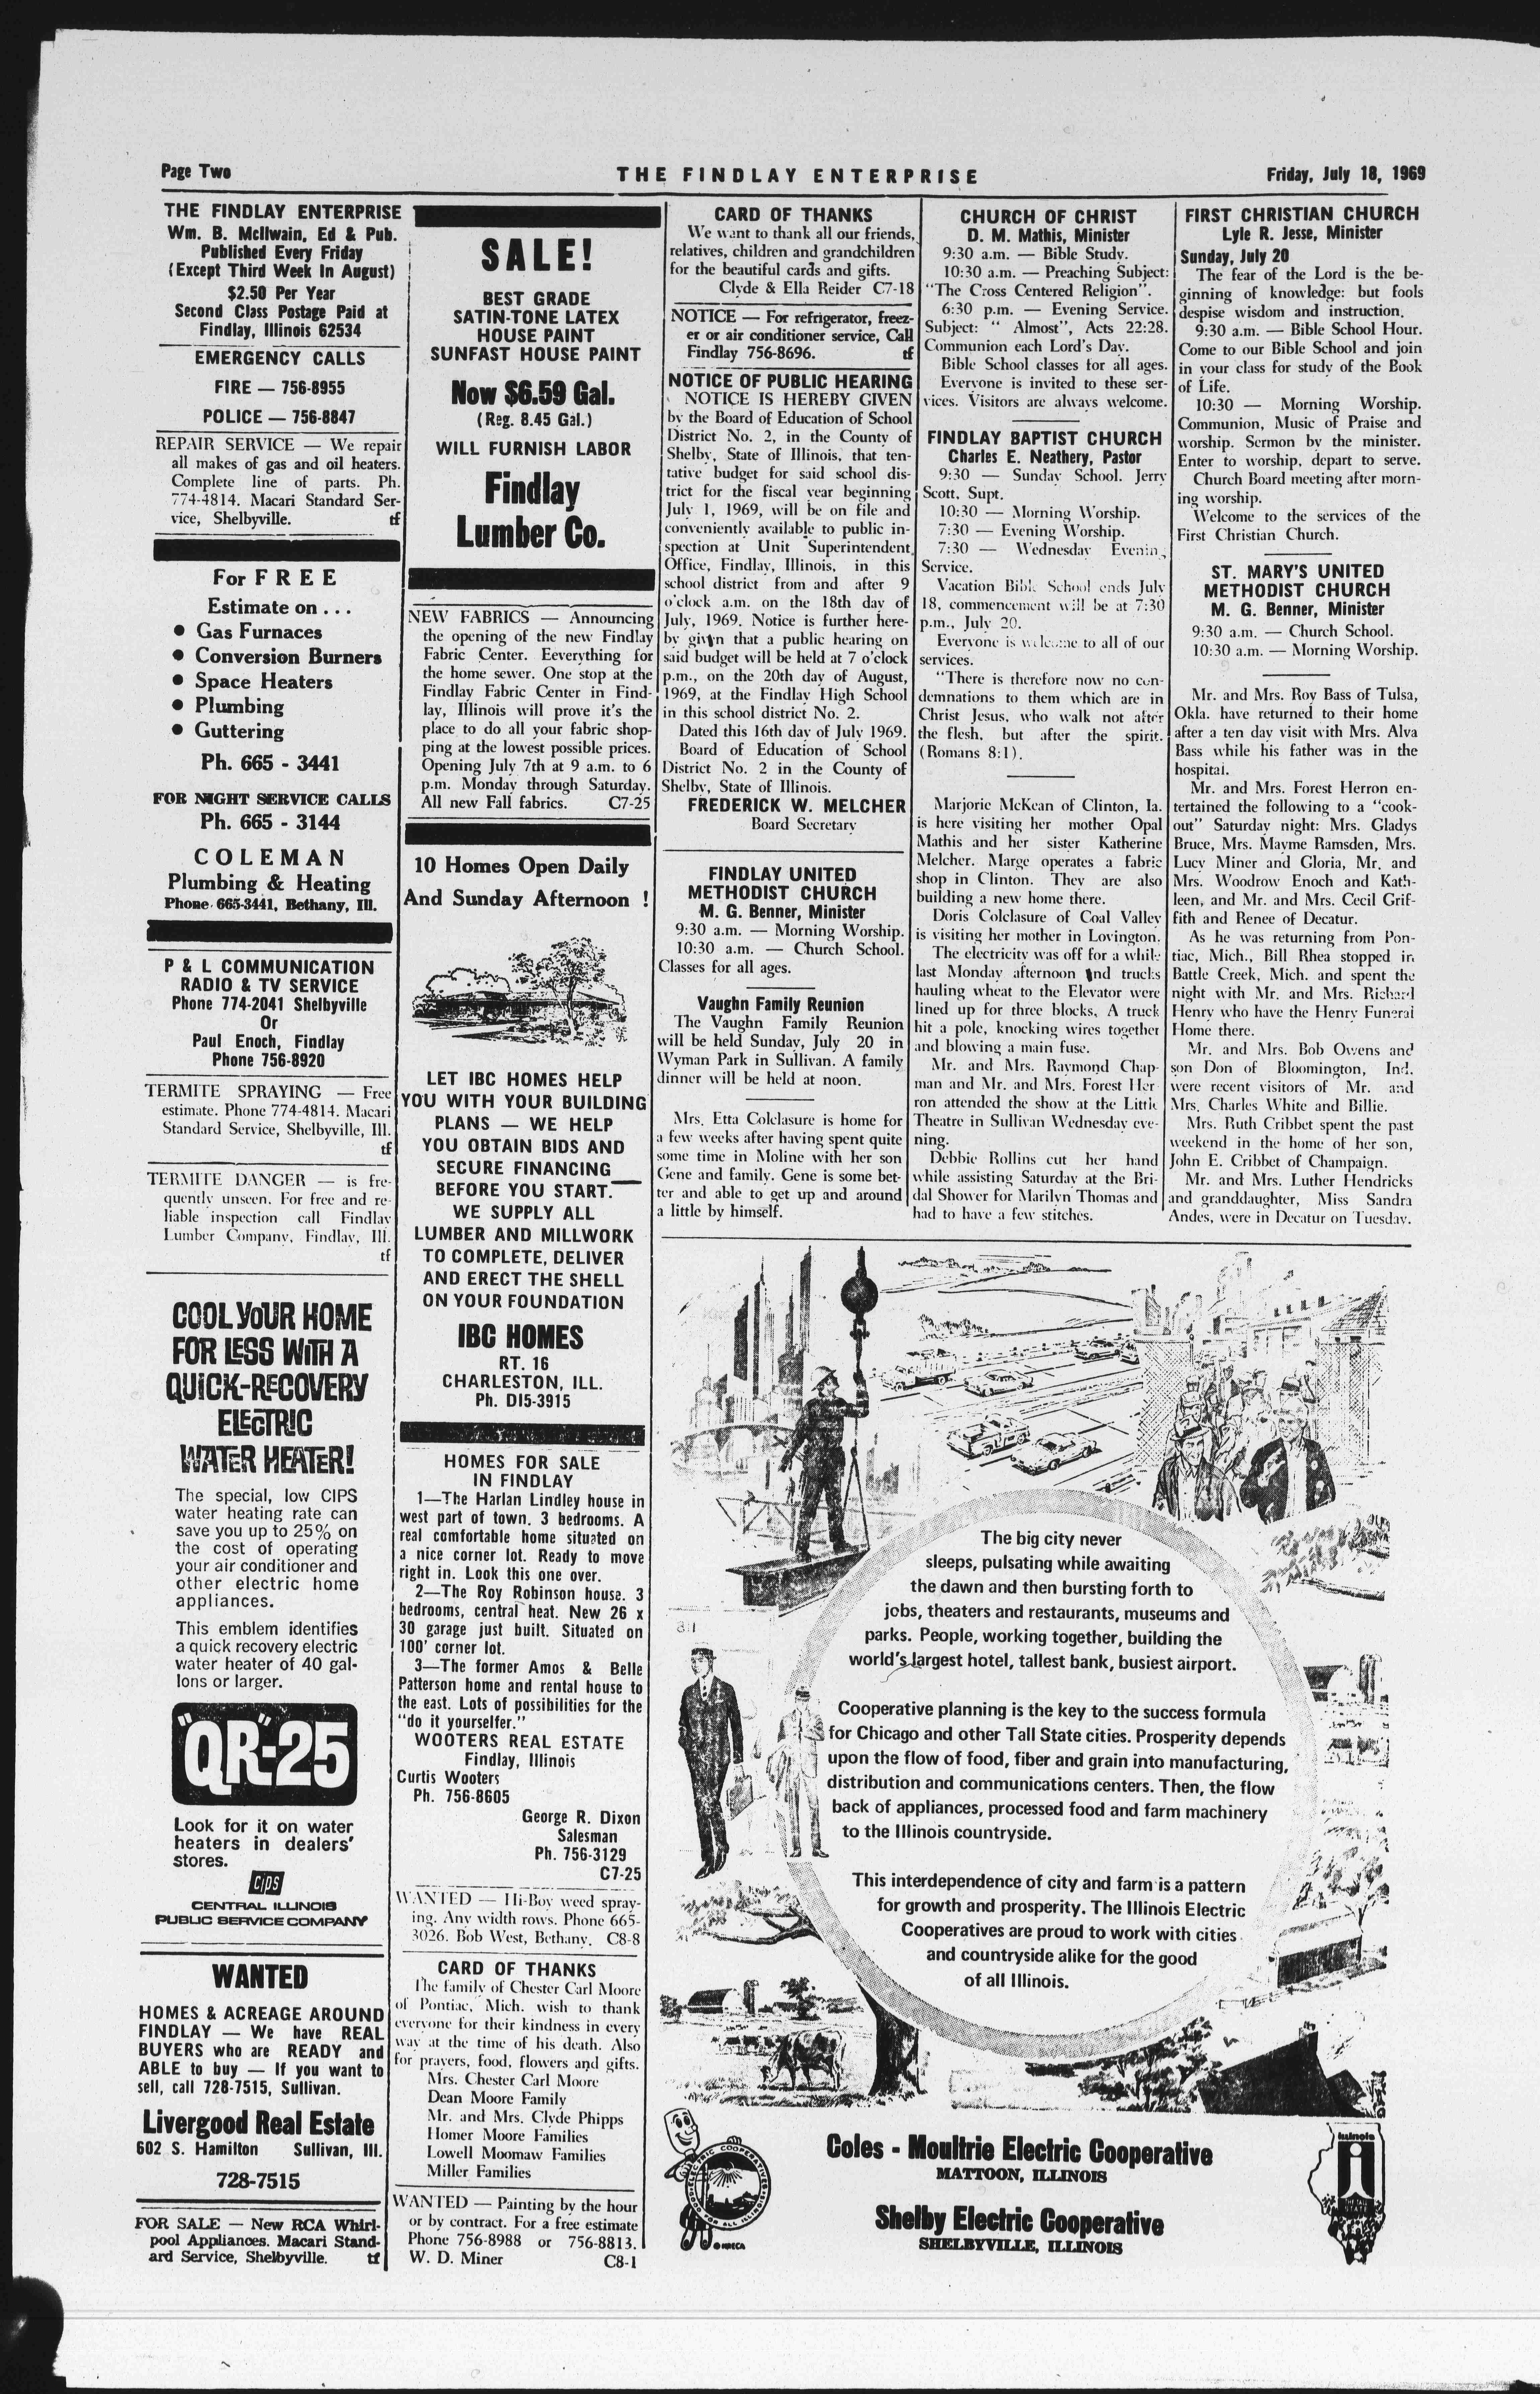 Page Two
THE FINDLAY ENTERPRISE
Friday, July 18, 1969
THE FINDLAY ENTERPRISE
Wm. B. McIlwain, Ed & Pub.
Published Every Friday
(Except Third Week In August)
$2.50 Per Year
Second Class Postage Paid at
Findlay, Illinois 62534
EMERGENCY CALLS
FIRE — 756-8955
POLICE — 756-8847
REPAIR SERVICE — We repair
all makes of gas and oil heaters.
Complete line of parts. Ph.
774-4814. Macari Standard Ser-
vice, Shelbyville. tf
For FREE
Estimate on . . .
• Gas Furnaces
• Conversion Burners
• Space Heaters
• Plumbing
• Guttering
Ph. 665 - 3441
FOR NIGHT SERVICE CALLS
Ph. 665 - 3144
COLEMAN
Plumbing & Heating
Phone 665-3441, Bethany, Ill.
P & L COMMUNICATION
RADIO & TV SERVICE
Phone 774-2041 Shelbyville
Or
Paul Enoch, Findlay
Phone 756-8920
TERMITE SPRAYING — Free
estimate. Phone 774-4814. Macari
Standard Service, Shelbyville, Ill.
tf
TERMITE DANGER — is fre-
quently unseen. For free and re-
liable inspection call Findlay
Lumber Company, Findlay, Ill.
tf
COOL YOUR HOME
FOR LESS WITH A
QUICK-RECOVERY
ELECTRIC
WATER HEATER!
The special, low CIPS
water heating rate can
save you up to 25% on
the cost of operating
your air conditioner and
other electric home
appliances.
This emblem identifies
a quick recovery electric
water heater of 40 gal-
lons or larger.
"QR"-25
Look for it on water
heaters in dealers'
stores.
CIPS
CENTRAL ILLINOIS
PUBLIC SERVICE COMPANY
WANTED
HOMES & ACREAGE AROUND
FINDLAY — We have REAL
BUYERS who are READY and
ABLE to buy — If you want to
sell, call 728-7515, Sullivan.
Livergood Real Estate
602 S. Hamilton Sullivan, Ill.
728-7515
FOR SALE — New RCA Whirl-
pool Appliances. Macari Stand-
ard Service, Shelbyville. tf
SALE!
BEST GRADE
SATIN-TONE LATEX
HOUSE PAINT
SUNFAST HOUSE PAINT
Now $6.59 Gal.
(Reg. 8.45 Gal.)
WILL FURNISH LABOR
Findlay
Lumber Co.
NEW FABRICS — Announcing
the opening of the new Findlay
Fabric Center. Eeverything for
the home sewer. One stop at the
Findlay Fabric Center in Find-
lay, Illinois will prove it's the
place to do all your fabric shop-
ping at the lowest possible prices.
Opening July 7th at 9 a.m. to 6
p.m. Monday through Saturday.
All new Fall fabrics. C7-25
10 Homes Open Daily
And Sunday Afternoon !
LET IBC HOMES HELP
YOU WITH YOUR BUILDING
PLANS — WE HELP
YOU OBTAIN BIDS AND
SECURE FINANCING
BEFORE YOU START.
WE SUPPLY ALL
LUMBER AND MILLWORK
TO COMPLETE, DELIVER
AND ERECT THE SHELL
ON YOUR FOUNDATION
IBC HOMES
RT. 16
CHARLESTON, ILL.
Ph. DI5-3915
HOMES FOR SALE
IN FINDLAY
1—The Harlan Lindley house in
west part of town. 3 bedrooms. A
real comfortable home situated on
a nice corner lot. Ready to move
right in. Look this one over.
2—The Roy Robinson house. 3
bedrooms, central heat. New 26 x
30 garage just built. Situated on
100' corner lot.
3—The former Amos & Belle
Patterson home and rental house to
the east. Lots of possibilities for the
"do it yourselfer."
WOOTERS REAL ESTATE
Findlay, Illinois
Curtis Wooters
Ph. 756-8605
George R. Dixon
Salesman
Ph. 756-3129
C7-25
WANTED — Hi-Boy weed spray-
ing. Any width rows. Phone 665-
3026. Bob West, Bethany. C8-8
CARD OF THANKS
The family of Chester Carl Moore
of Pontiac, Mich. wish to thank
everyone for their kindness in every
way at the time of his death. Also
for prayers, food, flowers and gifts.
Mrs. Chester Carl Moore
Dean Moore Family
Mr. and Mrs. Clyde Phipps
Homer Moore Families
Lowell Moomaw Families
Miller Families
WANTED — Painting by the hour
or by contract. For a free estimate
Phone 756-8988 or 756-8813.
W. D. Miner C8-1
CARD OF THANKS
We want to thank all our friends,
relatives, children and grandchildren
for the beautiful cards and gifts.
Clyde & Ella Reider C7-18
NOTICE — For refrigerator, freez-
er or air conditioner service, Call
Findlay 756-8696. tf
NOTICE OF PUBLIC HEARING
NOTICE IS HEREBY GIVEN
by the Board of Education of School
District No. 2, in the County of
Shelby, State of Illinois, that ten-
tative budget for said school dis-
trict for the fiscal year beginning
July 1, 1969, will be on file and
conveniently available to public in-
spection at Unit Superintendent
Office, Findlay, Illinois, in this
school district from and after 9
o'clock a.m. on the 18th day of
July, 1969. Notice is further here-
by given that a public hearing on
said budget will be held at 7 o'clock
p.m., on the 20th day of August,
1969, at the Findlay High School
in this school district No. 2.
Dated this 16th day of July 1969.
Board of Education of School
District No. 2 in the County of
Shelby, State of Illinois.
FREDERICK W. MELCHER
Board Secretary
FINDLAY UNITED
METHODIST CHURCH
M. G. Benner, Minister
9:30 a.m. — Morning Worship.
10:30 a.m. — Church School.
Classes for all ages.
Vaughn Family Reunion
The Vaughn Family Reunion
will be held Sunday, July 20 in
Wyman Park in Sullivan. A family
dinner will be held at noon.
Mrs. Etta Colclasure is home for
a few weeks after having spent quite
some time in Moline with her son
Gene and family. Gene is some bet-
ter and able to get up and around
a little by himself.
CHURCH OF CHRIST
D. M. Mathis, Minister
9:30 a.m. — Bible Study.
10:30 a.m. — Preaching Subject:
"The Cross Centered Religion".
6:30 p.m. — Evening Service.
Subject: " Almost", Acts 22:28.
Communion each Lord's Day.
Bible School classes for all ages.
Everyone is invited to these ser-
vices. Visitors are always welcome.
FINDLAY BAPTIST CHURCH
Charles E. Neathery, Pastor
9:30 — Sunday School. Jerry
Scott, Supt.
10:30 — Morning Worship.
7:30 — Evening Worship.
7:30 — Wednesday Evening
Service.
Vacation Bible School ends July
18, commencement will be at 7:30
p.m., July 20.
Everyone is welcome to all of our
services.
"There is therefore now no con-
demnations to them which are in
Christ Jesus, who walk not after
the flesh, but after the spirit.
(Romans 8:1).
Marjorie McKean of Clinton, Ia.
is here visiting her mother Opal
Mathis and her sister Katherine
Melcher. Marge operates a fabric
shop in Clinton. They are also
building a new home there.
Doris Colclasure of Coal Valley
is visiting her mother in Lovington.
The electricity was off for a while
last Monday afternoon and trucks
hauling wheat to the Elevator were
lined up for three blocks, A truck
hit a pole, knocking wires together
and blowing a main fuse.
Mr. and Mrs. Raymond Chap-
man and Mr. and Mrs. Forest Her
ron attended the show at the Little
Theatre in Sullivan Wednesday eve-
ning.
Debbie Rollins cut her hand
while assisting Saturday at the Bri-
dal Shower for Marilyn Thomas and
had to have a few stitches.
FIRST CHRISTIAN CHURCH
Lyle R. Jesse, Minister
Sunday, July 20
The fear of the Lord is the be-
ginning of knowledge: but fools
despise wisdom and instruction.
9:30 a.m. — Bible School Hour.
Come to our Bible School and join
in your class for study of the Book
of Life.
10:30 — Morning Worship.
Communion, Music of Praise and
worship. Sermon by the minister.
Enter to worship, depart to serve.
Church Board meeting after morn-
ing worship.
Welcome to the services of the
First Christian Church.
ST. MARY'S UNITED
METHODIST CHURCH
M. G. Benner, Minister
9:30 a.m. — Church School.
10:30 a.m. — Morning Worship.
Mr. and Mrs. Roy Bass of Tulsa,
Okla. have returned to their home
after a ten day visit with Mrs. Alva
Bass while his father was in the
hospital.
Mr. and Mrs. Forest Herron en-
tertained the following to a "cook-
out" Saturday night: Mrs. Gladys
Bruce, Mrs. Mayme Ramsden, Mrs.
Lucy Miner and Gloria, Mr. and
Mrs. Woodrow Enoch and Kath-
leen, and Mr. and Mrs. Cecil Grif-
fith and Renee of Decatur.
As he was returning from Pon-
tiac, Mich., Bill Rhea stopped in
Battle Creek, Mich. and spent the
night with Mr. and Mrs. Richard
Henry who have the Henry Funeral
Home there.
Mr. and Mrs. Bob Owens and
son Don of Bloomington, Ind.
were recent visitors of Mr. and
Mrs. Charles White and Billie.
Mrs. Ruth Cribbet spent the past
weekend in the home of her son,
John E. Cribbet of Champaign.
Mr. and Mrs. Luther Hendricks
and granddaughter, Miss Sandra
Andes, were in Decatur on Tuesday.
The big city never
sleeps, pulsating while awaiting
the dawn and then bursting forth to
jobs, theaters and restaurants, museums and
parks. People, working together, building the
world's largest hotel, tallest bank, busiest airport.
Cooperative planning is the key to the success formula
for Chicago and other Tall State cities. Prosperity depends
upon the flow of food, fiber and grain into manufacturing,
distribution and communications centers. Then, the flow
back of appliances, processed food and farm machinery
to the Illinois countryside.
This interdependence of city and farm is a pattern
for growth and prosperity. The Illinois Electric
Cooperatives are proud to work with cities
and countryside alike for the good
of all Illinois.
Coles - Moultrie Electric Cooperative
MATTOON, ILLINOIS
Shelby Electric Cooperative
SHELBYVILLE, ILLINOIS
ELECTRIC COOPERATIVES
GOOD FOR ALL ILLINOIS
© NRECA
Illinois
i